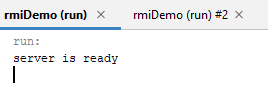 rmiDemo (run) rmiDemo (run) #2
run:
server is ready